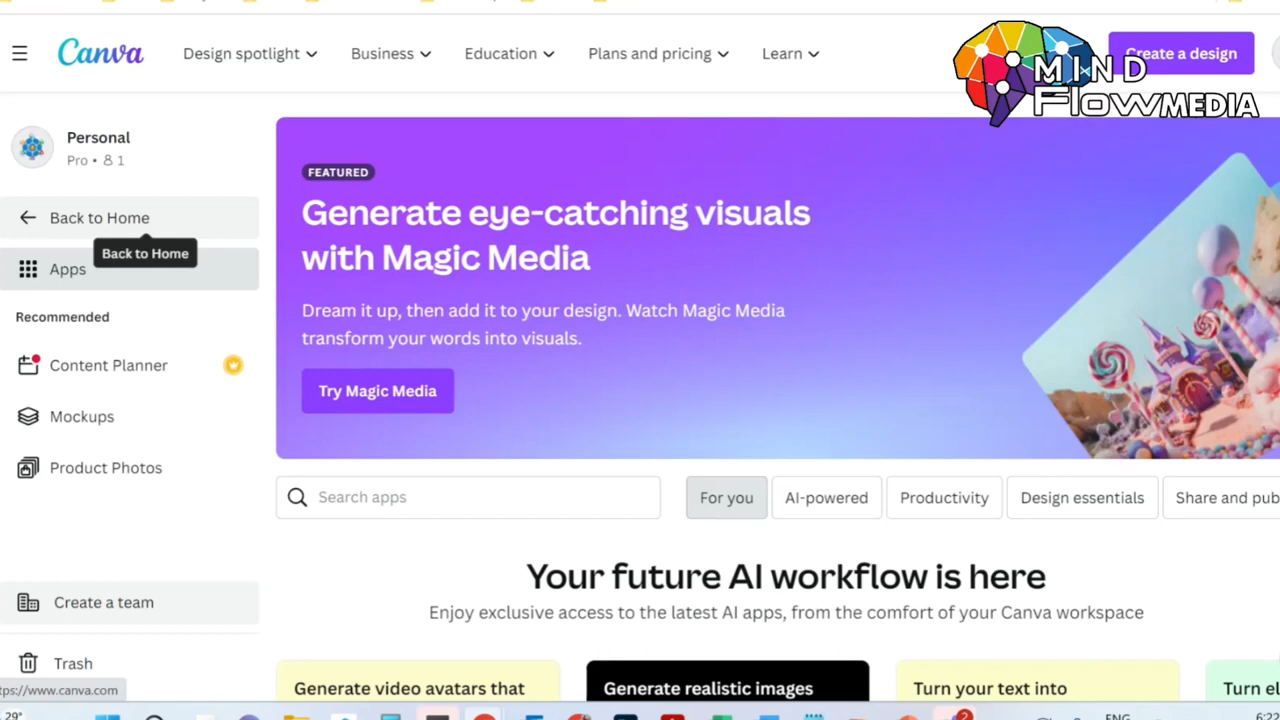 Canva
Design spotlight
Business
Education
Plans and pricing
Learn
Create a design
MIND
FlowMEDIA
Personal
Pro • 1
Back to Home
Back to Home
Apps
Recommended
Content Planner
Mockups
Product Photos
Create a team
Trash
FEATURED
Generate eye-catching visuals
with Magic Media
Dream it up, then add it to your design. Watch Magic Media
transform your words into visuals.
Try Magic Media
Search apps
For you
AI-powered
Productivity
Design essentials
Share and pub
Your future AI workflow is here
Enjoy exclusive access to the latest AI apps, from the comfort of your Canva workspace
Generate video avatars that
Generate realistic images
Turn your text into
Turn el
tps://www.canva.com
29°
2
ENG
6:22